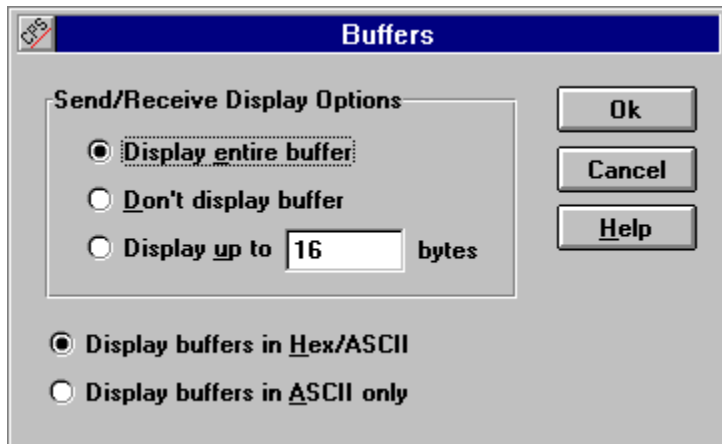 CPS
Buffers
Send/Receive Display Options
Display entire buffer
Don't display buffer
Display up to 16 bytes
Ok
Cancel
Help
Display buffers in Hex/ASCII
Display buffers in ASCII only